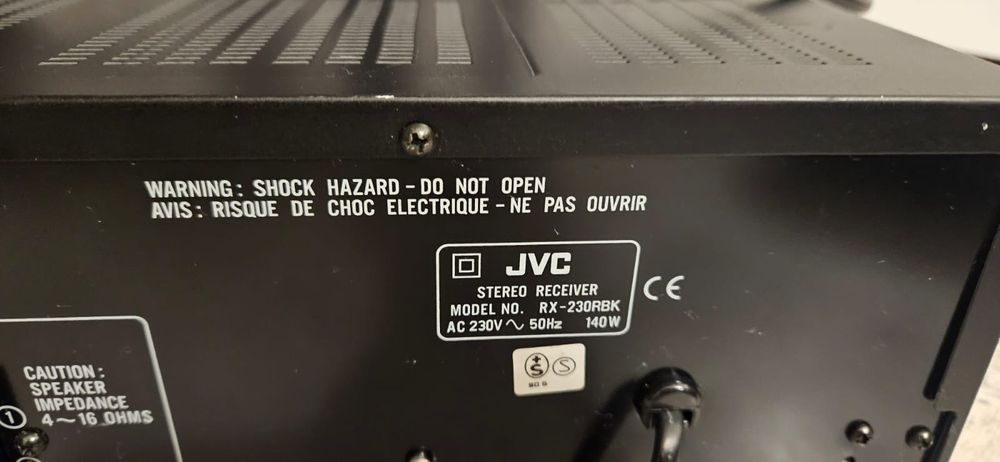 WARNING: SHOCK HAZARD - DO NOT OPEN
AVIS: RISQUE DE CHOC ELECTRIQUE - NE PAS OUVRIR
JVC
STEREO RECEIVER
MODEL NO. RX-230RBK
AC 230V ~ 50Hz 140W
CE
+S S
CAUTION:
SPEAKER
IMPEDANCE
1 4~16 OHMS